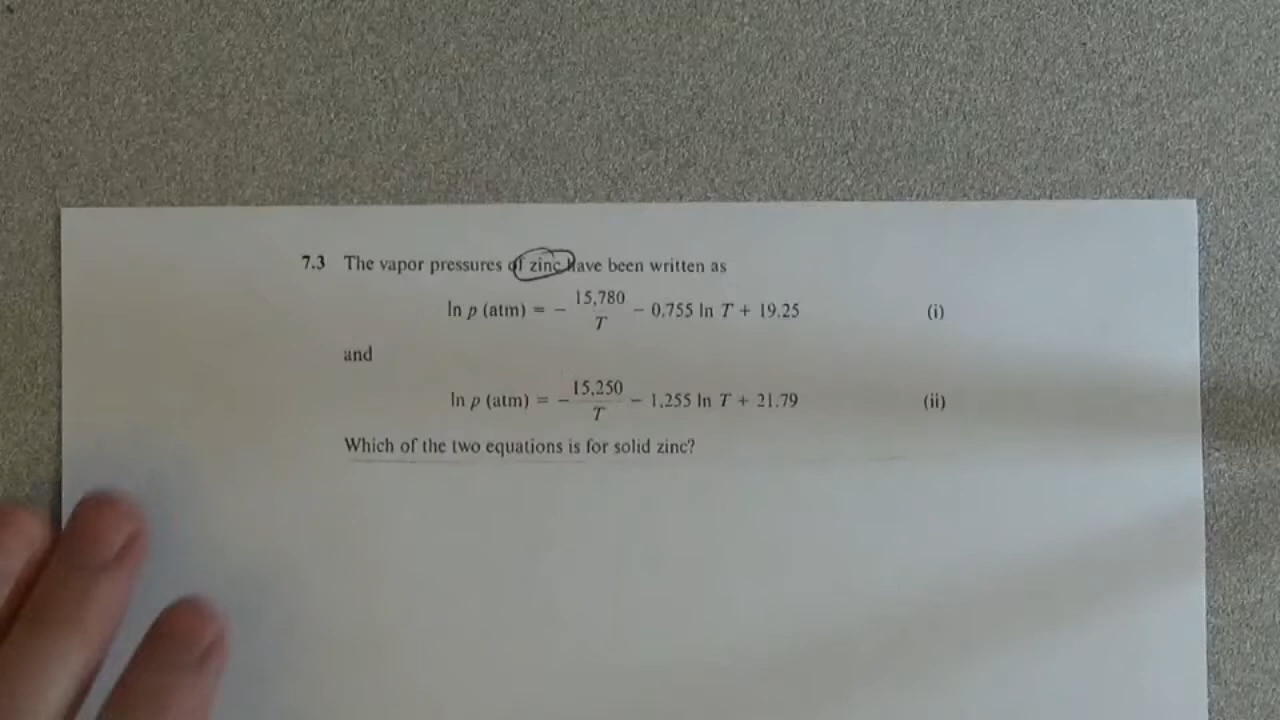 7.3 The vapor pressures of zinc have been written as
ln p (atm) = − 15,780/T − 0.755 ln T + 19.25 (i)
and
ln p (atm) = − 15,250/T − 1.255 ln T + 21.79 (ii)
Which of the two equations is for solid zinc?